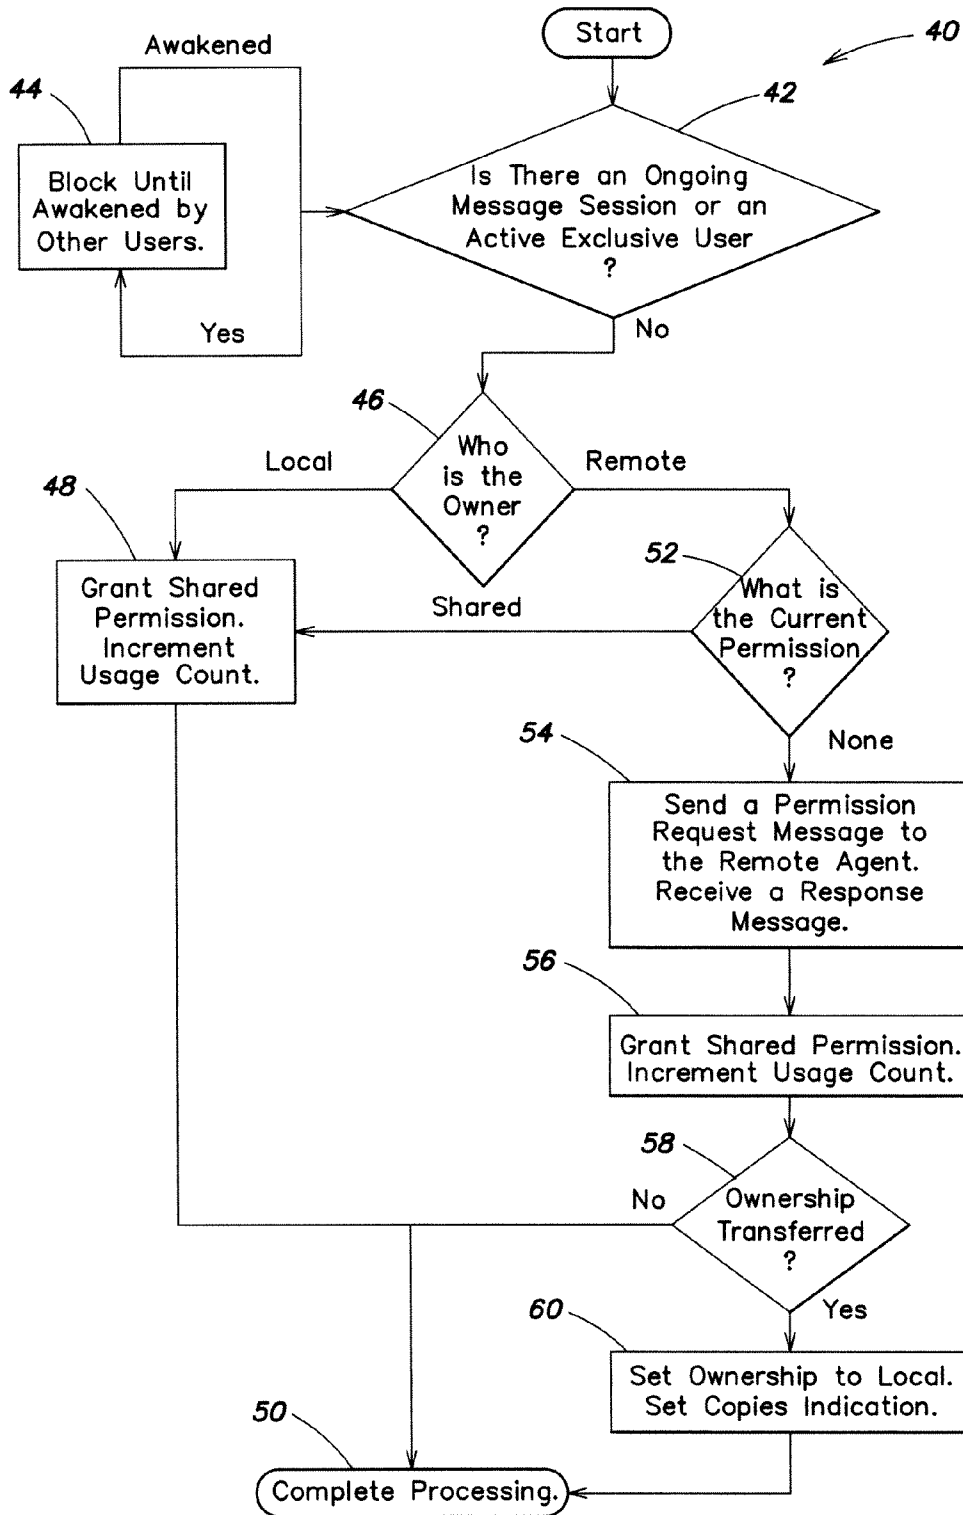 Start
40
Awakened
44
42
Block Until
Awakened by
Other Users.
Is There an Ongoing
Message Session or an
Active Exclusive User
?
Yes
No
46
Who
is the
Owner
?
Local
Remote
48
52
Grant Shared
Permission.
Increment
Usage Count.
Shared
What is
the Current
Permission
?
None
54
Send a Permission
Request Message to
the Remote Agent.
Receive a Response
Message.
56
Grant Shared Permission.
Increment Usage Count.
58
No
Ownership
Transferred
?
Yes
60
Set Ownership to Local.
Set Copies Indication.
50
Complete Processing.